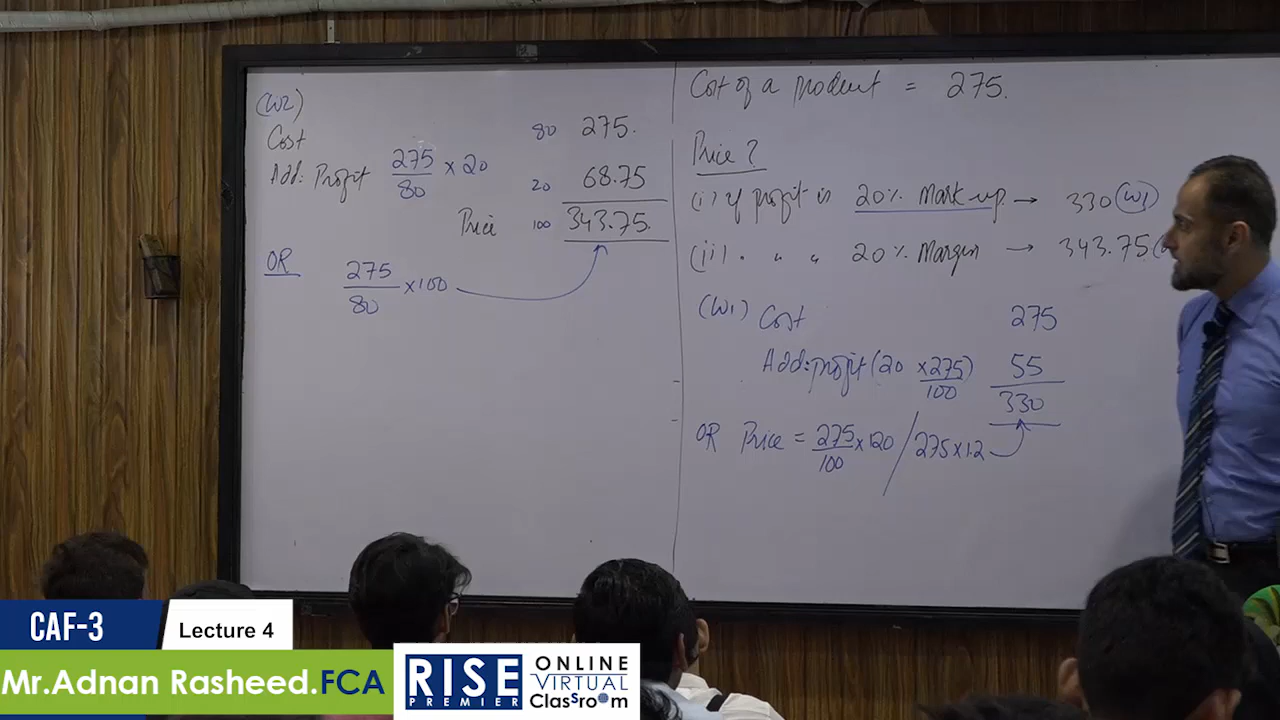 (W2)
Cost 80 275.
Add: Profit 275/80 × 20 20 68.75
Price 100 343.75.
OR 275/80 ×100
Cost of a product = 275.
Price ?
(i) If profit is 20% Mark-up. → 330 (W1)
(ii) " " " 20% Margin → 343.75
(W1) Cost 275
Add: profit (20 ×275/100) 55
330
OR Price = 275/100 ×120 / 275×1.2
CAF-3
Lecture 4
Mr.Adnan Rasheed.FCA
RISE
PREMIER
ONLINE
VIRTUAL
Classroom